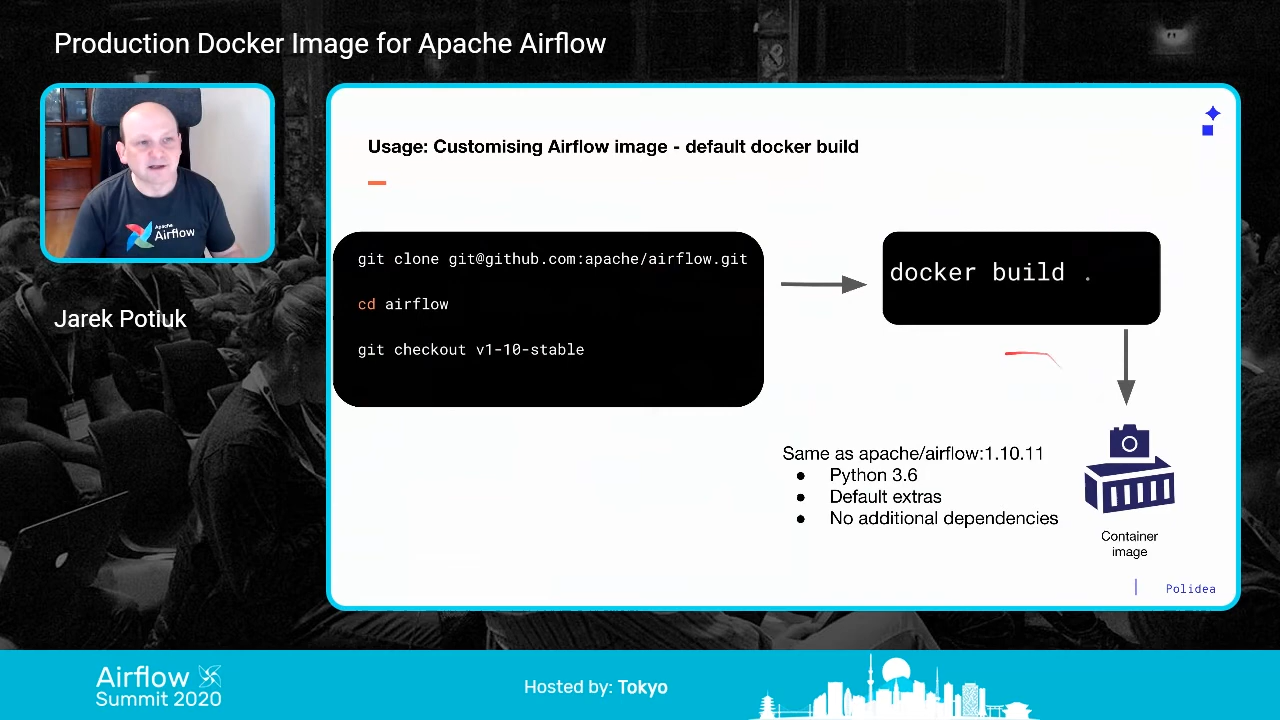 Production Docker Image for Apache Airflow
Apache
Airflow
Jarek Potiuk
Usage: Customising Airflow image - default docker build
git clone git@github.com:apache/airflow.git
cd airflow
git checkout v1-10-stable
docker build .
Same as apache/airflow:1.10.11
● Python 3.6
● Default extras
● No additional dependencies
Container
image
| Polidea
Airflow
Summit 2020
Hosted by: Tokyo